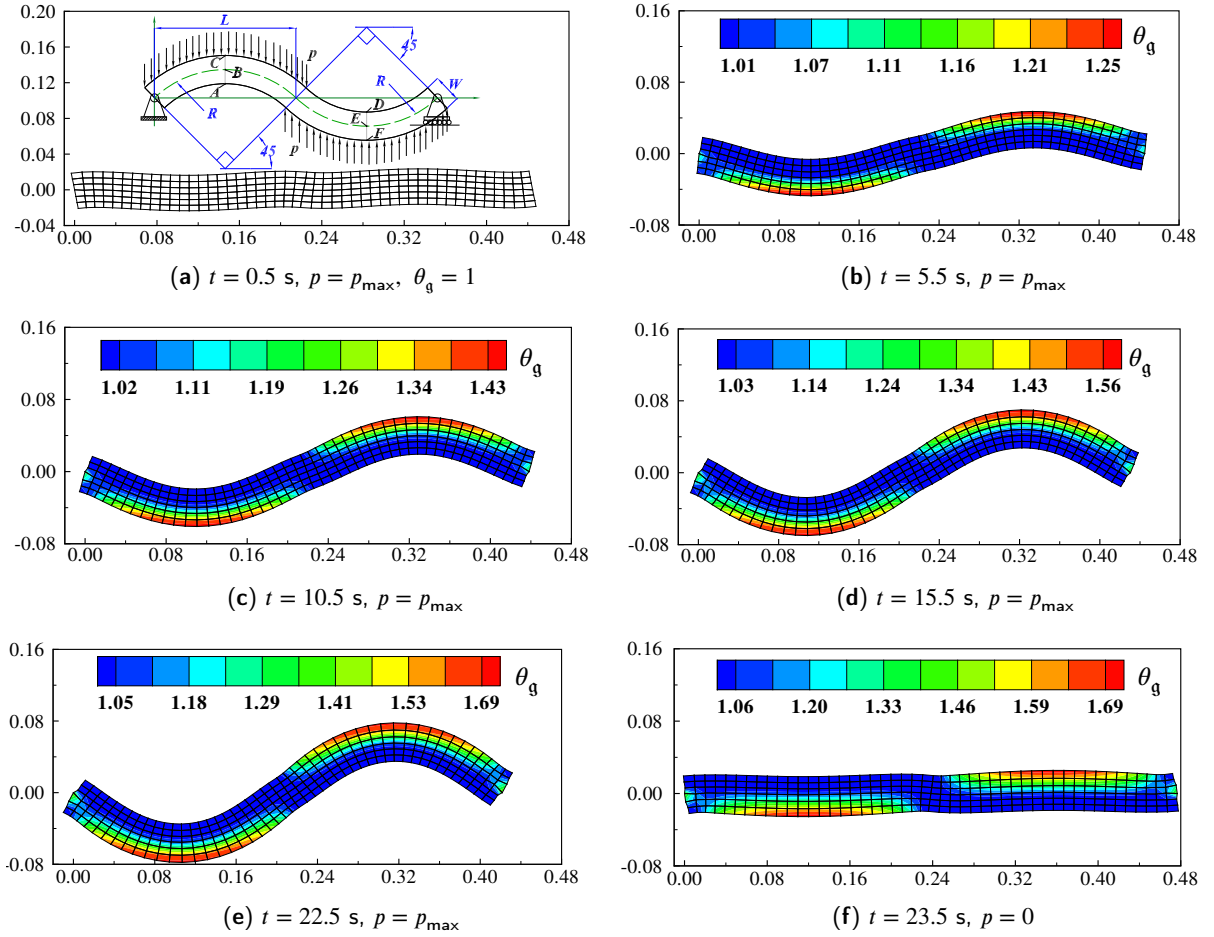 0.20
0.16
0.12
0.08
0.04
0.00
-0.04
0.00 0.08 0.16 0.24 0.32 0.40 0.48
L
p
45
C
B
A
R
R
W
D
E
F
p
45
(a) t = 0.5 s, p = pmax, θg = 1
0.16
0.08
0.00
-0.08
0.00 0.08 0.16 0.24 0.32 0.40 0.48
θg
1.01 1.07 1.11 1.16 1.21 1.25
(b) t = 5.5 s, p = pmax
0.16
0.08
0.00
-0.08
0.00 0.08 0.16 0.24 0.32 0.40 0.48
θg
1.02 1.11 1.19 1.26 1.34 1.43
(c) t = 10.5 s, p = pmax
0.16
0.08
0.00
-0.08
0.00 0.08 0.16 0.24 0.32 0.40 0.48
θg
1.03 1.14 1.24 1.34 1.43 1.56
(d) t = 15.5 s, p = pmax
0.16
0.08
0.00
-0.08
0.00 0.08 0.16 0.24 0.32 0.40 0.48
θg
1.05 1.18 1.29 1.41 1.53 1.69
(e) t = 22.5 s, p = pmax
0.16
0.08
0.00
-0.08
0.00 0.08 0.16 0.24 0.32 0.40 0.48
θg
1.06 1.20 1.33 1.46 1.59 1.69
(f) t = 23.5 s, p = 0